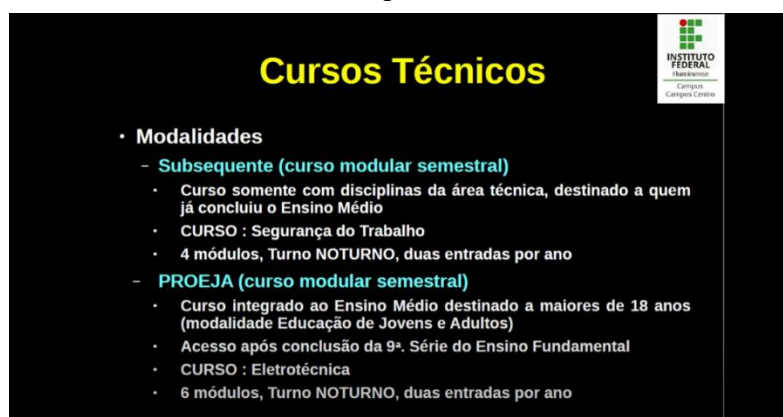 Cursos Técnicos
INSTITUTO
FEDERAL
Fluminense
Campus
Campos Centro
• Modalidades
– Subsequente (curso modular semestral)
• Curso somente com disciplinas da área técnica, destinado a quem
já concluiu o Ensino Médio
• CURSO : Segurança do Trabalho
• 4 módulos, Turno NOTURNO, duas entradas por ano
– PROEJA (curso modular semestral)
• Curso integrado ao Ensino Médio destinado a maiores de 18 anos
(modalidade Educação de Jovens e Adultos)
• Acesso após conclusão da 9ª. Série do Ensino Fundamental
• CURSO : Eletrotécnica
• 6 módulos, Turno NOTURNO, duas entradas por ano